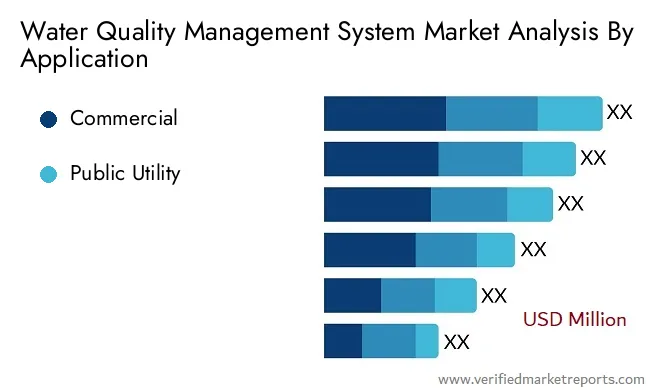 Water Quality Management System Market Analysis By
Application
Commercial
Public Utility
XX
XX
XX
XX
XX
XX
USD Million
www.verifiedmarketreports.com